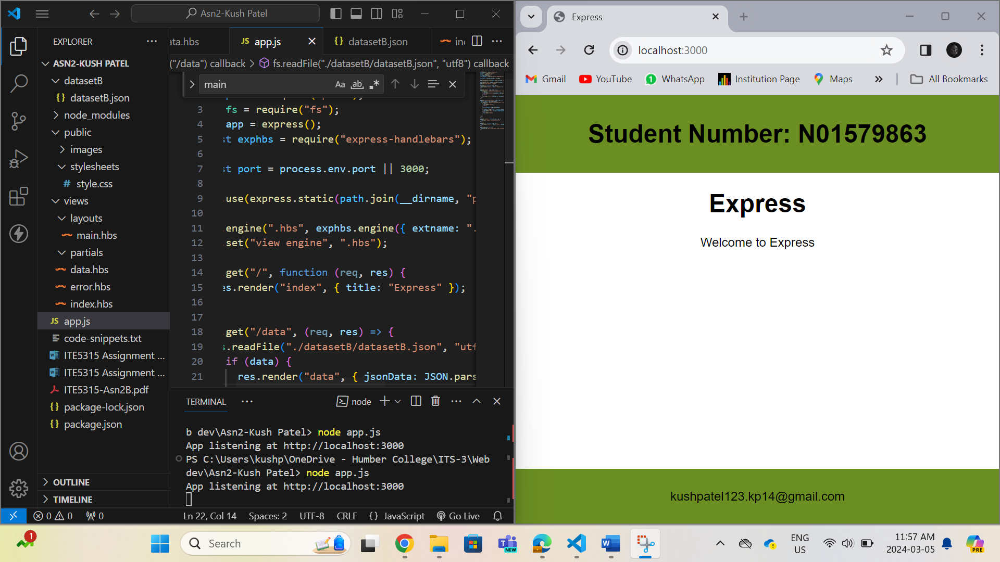 Asn2-Kush Patel
EXPLORER
ASN2-KUSH PATEL
datasetB
{} datasetB.json
node_modules
public
images
stylesheets
# style.css
views
layouts
main.hbs
partials
data.hbs
error.hbs
index.hbs
JS app.js
code-snippets.txt
ITE5315 Assignment ...
ITE5315 Assignment ...
ITE5315-Asn2B.pdf
{} package-lock.json
{} package.json
OUTLINE
TIMELINE
ata.hbs
JS app.js
{} datasetB.json
("/data") callback > fs.readFile("./datasetB/datasetB.json", "utf8") callback
main
Aa ab .*
3 fs = require("fs");
4 app = express();
5 st exphbs = require("express-handlebars");
6
7 st port = process.env.port || 3000;
8
9 .use(express.static(path.join(__dirname, "p
10
11 .engine(".hbs", exphbs.engine({ extname: ".
12 .set("view engine", ".hbs");
13
14 .get("/", function (req, res) {
15 es.render("index", { title: "Express" });
16
17
18 .get("/data", (req, res) => {
19 s.readFile("./datasetB/datasetB.json", "utf
20 if (data) {
21 res.render("data", { jsonData: JSON.pars
TERMINAL
node
b dev\Asn2-Kush Patel> node app.js
App listening at http://localhost:3000
PS C:\Users\kushp\OneDrive - Humber College\ITS-3\Web
dev\Asn2-Kush Patel> node app.js
App listening at http://localhost:3000
0 0 0
Ln 22, Col 14 Spaces: 2 UTF-8 CRLF {} JavaScript Go Live
Express
localhost:3000
Gmail YouTube WhatsApp Institution Page Maps » All Bookmarks
Student Number: N01579863
Express
Welcome to Express
kushpatel123.kp14@gmail.com
1
Search
NEW
ENG
US
11:57 AM
2024-03-05
PRE